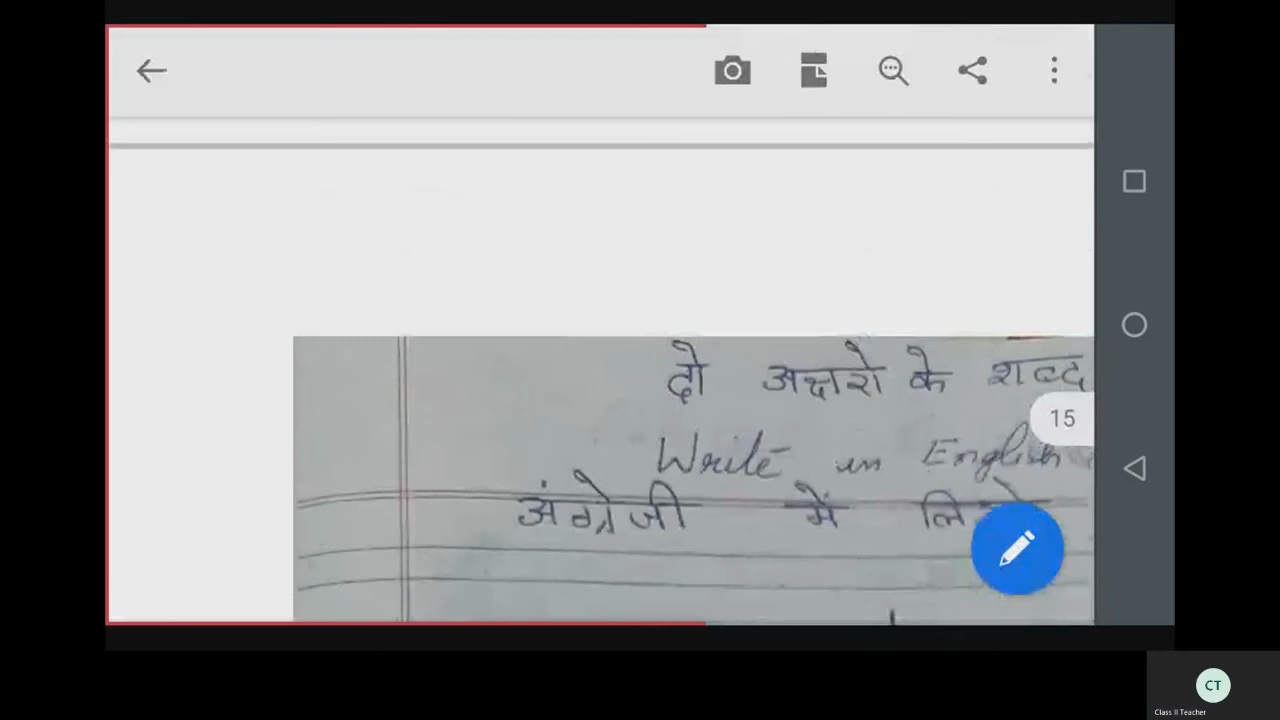 दो अक्षरो के शब्द
15
Write in English
अंग्रेजी में
CT
Class II Teacher